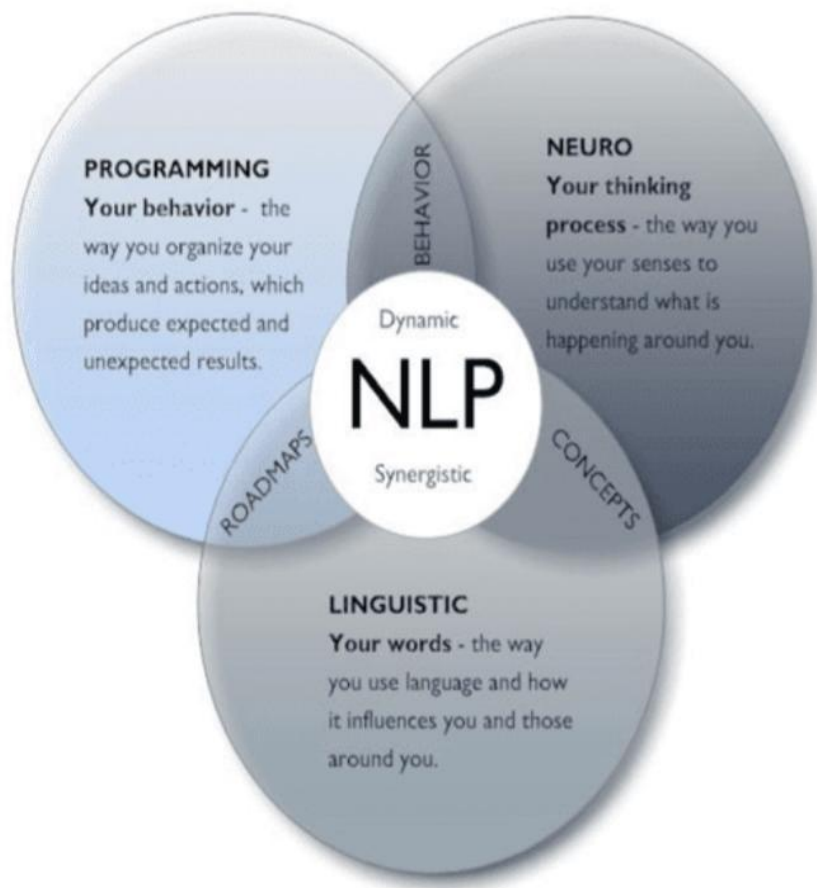 PROGRAMMING
Your behavior - the
way you organize your
ideas and actions, which
produce expected and
unexpected results.
BEHAVIOR
NEURO
Your thinking
process - the way you
use your senses to
understand what is
happening around you.
Dynamic
NLP
Synergistic
ROADMAPS
CONCEPTS
LINGUISTIC
Your words - the way
you use language and how
it influences you and those
around you.